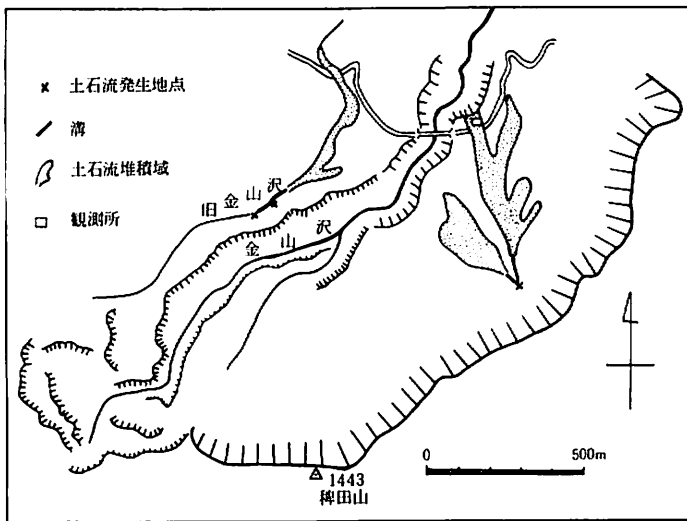 土石流発生地点
溝
土石流堆積域
観測所
旧金山沢
金山沢
0 500m
1443
稗田山